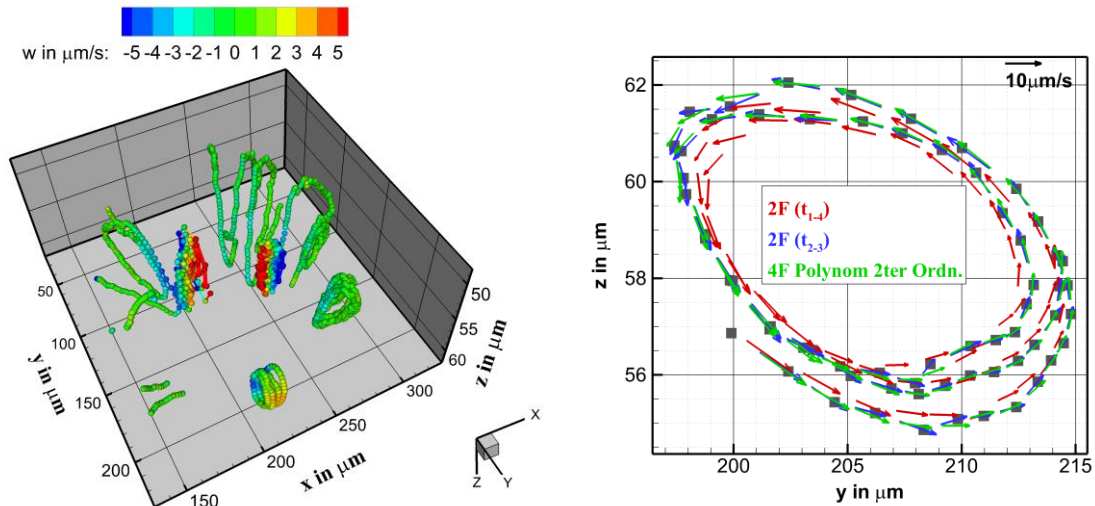 w in μm/s: -5 -4 -3 -2 -1 0 1 2 3 4 5
50
100
150
200
y in μm
150
200
250
300
x in μm
50
55
60
z in μm
X
Y
Z
10μm/s
62
60
58
56
z in μm
2F (t1-4)
2F (t2-3)
4F Polynom 2ter Ordn.
200 205 210 215
y in μm